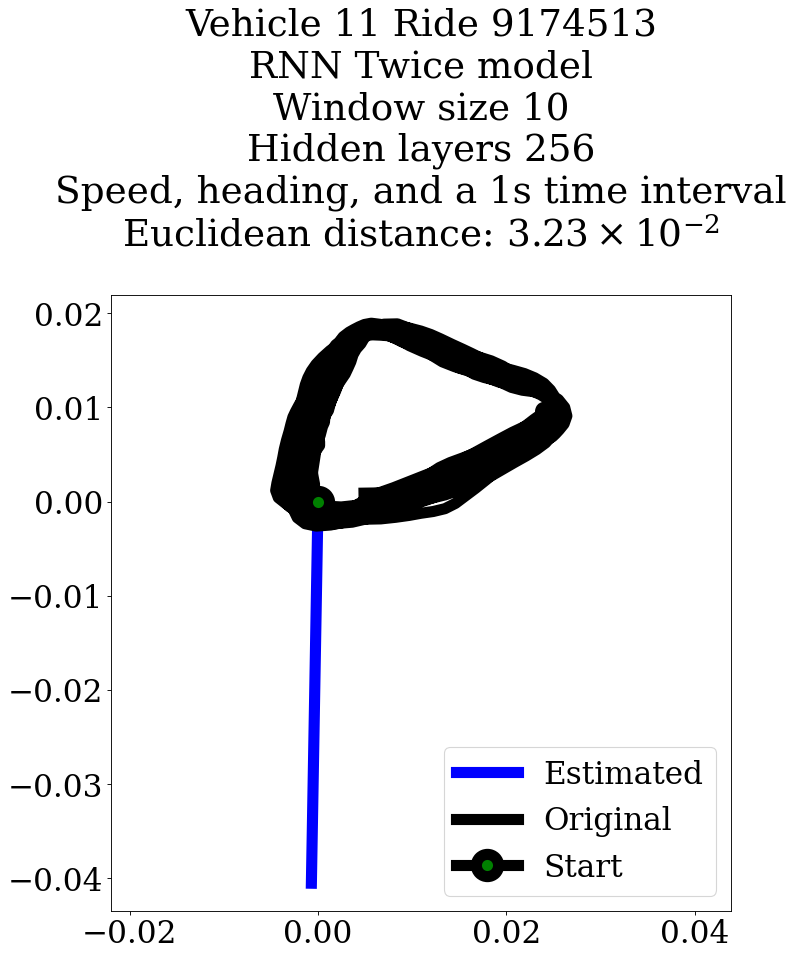 Vehicle 11 Ride 9174513
RNN Twice model
Window size 10
Hidden layers 256
Speed, heading, and a 1s time interval
Euclidean distance: 3.23 × 10⁻²
0.02
0.01
0.00
−0.01
−0.02
−0.03
−0.04
Estimated
Original
Start
−0.02 0.00 0.02 0.04